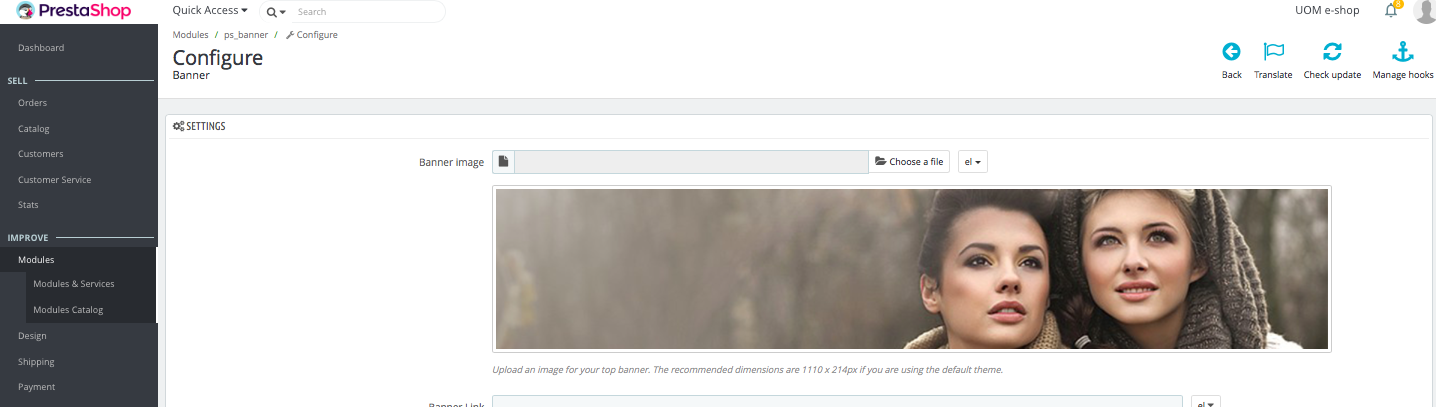 PrestaShop
Quick Access
Search
UOM e-shop
Modules / ps_banner / Configure
Configure
Banner
Back
Translate
Check update
Manage hooks
Dashboard
SELL
Orders
Catalog
Customers
Customer Service
Stats
IMPROVE
Modules
Modules & Services
Modules Catalog
Design
Shipping
Payment
SETTINGS
Banner image
Choose a file
el
Upload an image for your top banner. The recommended dimensions are 1110 x 214px if you are using the default theme.
Banner Link
el